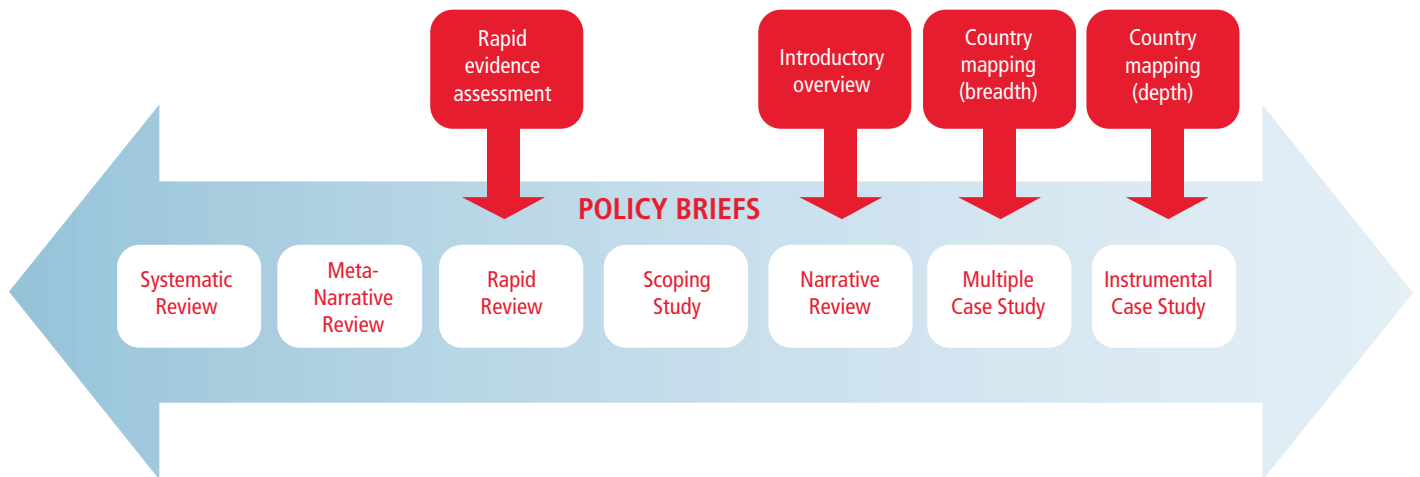 Rapid
evidence
assessment
Introductory
overview
Country
mapping
(breadth)
Country
mapping
(depth)
POLICY BRIEFS
Systematic
Review
Meta-
Narrative
Review
Rapid
Review
Scoping
Study
Narrative
Review
Multiple
Case Study
Instrumental
Case Study